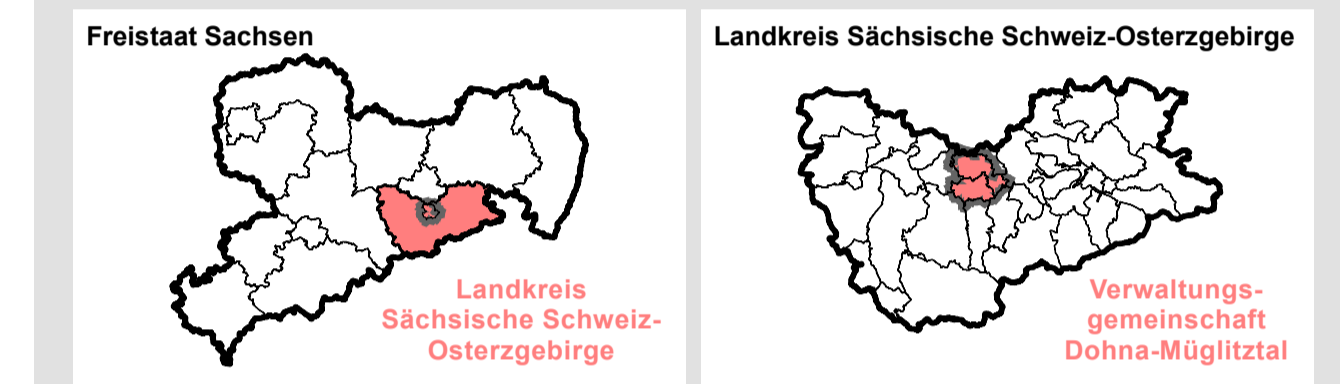 Freistaat Sachsen
Landkreis
Sächsische Schweiz-
Osterzgebirge
Landkreis Sächsische Schweiz-Osterzgebirge
Verwaltungs-
gemeinschaft
Dohna-Müglitztal